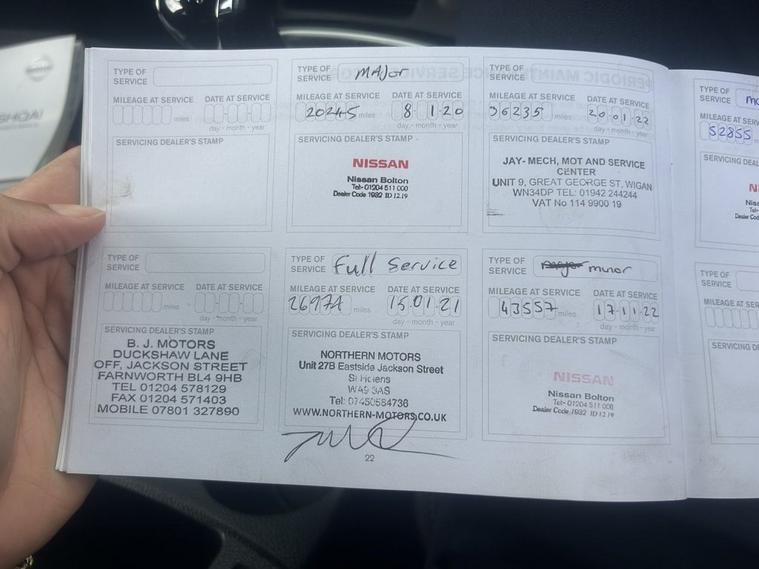 TYPE OF SERVICE
MILEAGE AT SERVICE DATE AT SERVICE
miles
day - month - year
SERVICING DEALER'S STAMP
TYPE OF SERVICE Major
MILEAGE AT SERVICE DATE AT SERVICE
20245 miles 8 1 20
day - month - year
SERVICING DEALER'S STAMP
NISSAN
Nissan Bolton
Tel:- 01204 511 000
Dealer Code 1982 ID 12.19
TYPE OF SERVICE
MILEAGE AT SERVICE DATE AT SERVICE
36235 miles 20 01 22
day - month - year
SERVICING DEALER'S STAMP
JAY- MECH, MOT AND SERVICE
CENTER
UNIT 9, GREAT GEORGE ST, WIGAN
WN34DP TEL: 01942 244244
VAT No 114 9900 19
TYPE OF SERVICE
MILEAGE AT SERVICE
52855
SERVICING
TYPE OF SERVICE
MILEAGE AT SERVICE DATE AT SERVICE
miles
day - month - year
SERVICING DEALER'S STAMP
B. J. MOTORS
DUCKSHAW LANE
OFF, JACKSON STREET
FARNWORTH BL4 9HB
TEL 01204 578129
FAX 01204 571403
MOBILE 07801 327890
TYPE OF SERVICE Full Service
MILEAGE AT SERVICE DATE AT SERVICE
26974 miles 15.01.21
day - month - year
SERVICING DEALER'S STAMP
NORTHERN MOTORS
Unit 27B Eastside Jackson Street
St Helens
WA9 3AS
Tel: 07450584736
WWW.NORTHERN-MOTORS.CO.UK
TYPE OF SERVICE minor
MILEAGE AT SERVICE DATE AT SERVICE
43557 miles 17 11 22
day - month - year
SERVICING DEALER'S STAMP
NISSAN
Nissan Bolton
Tel:- 01204 511 000
Dealer Code 1982 ID 12.19
TYPE OF SERVICE
MILEAGE AT SER
SERVICING
22